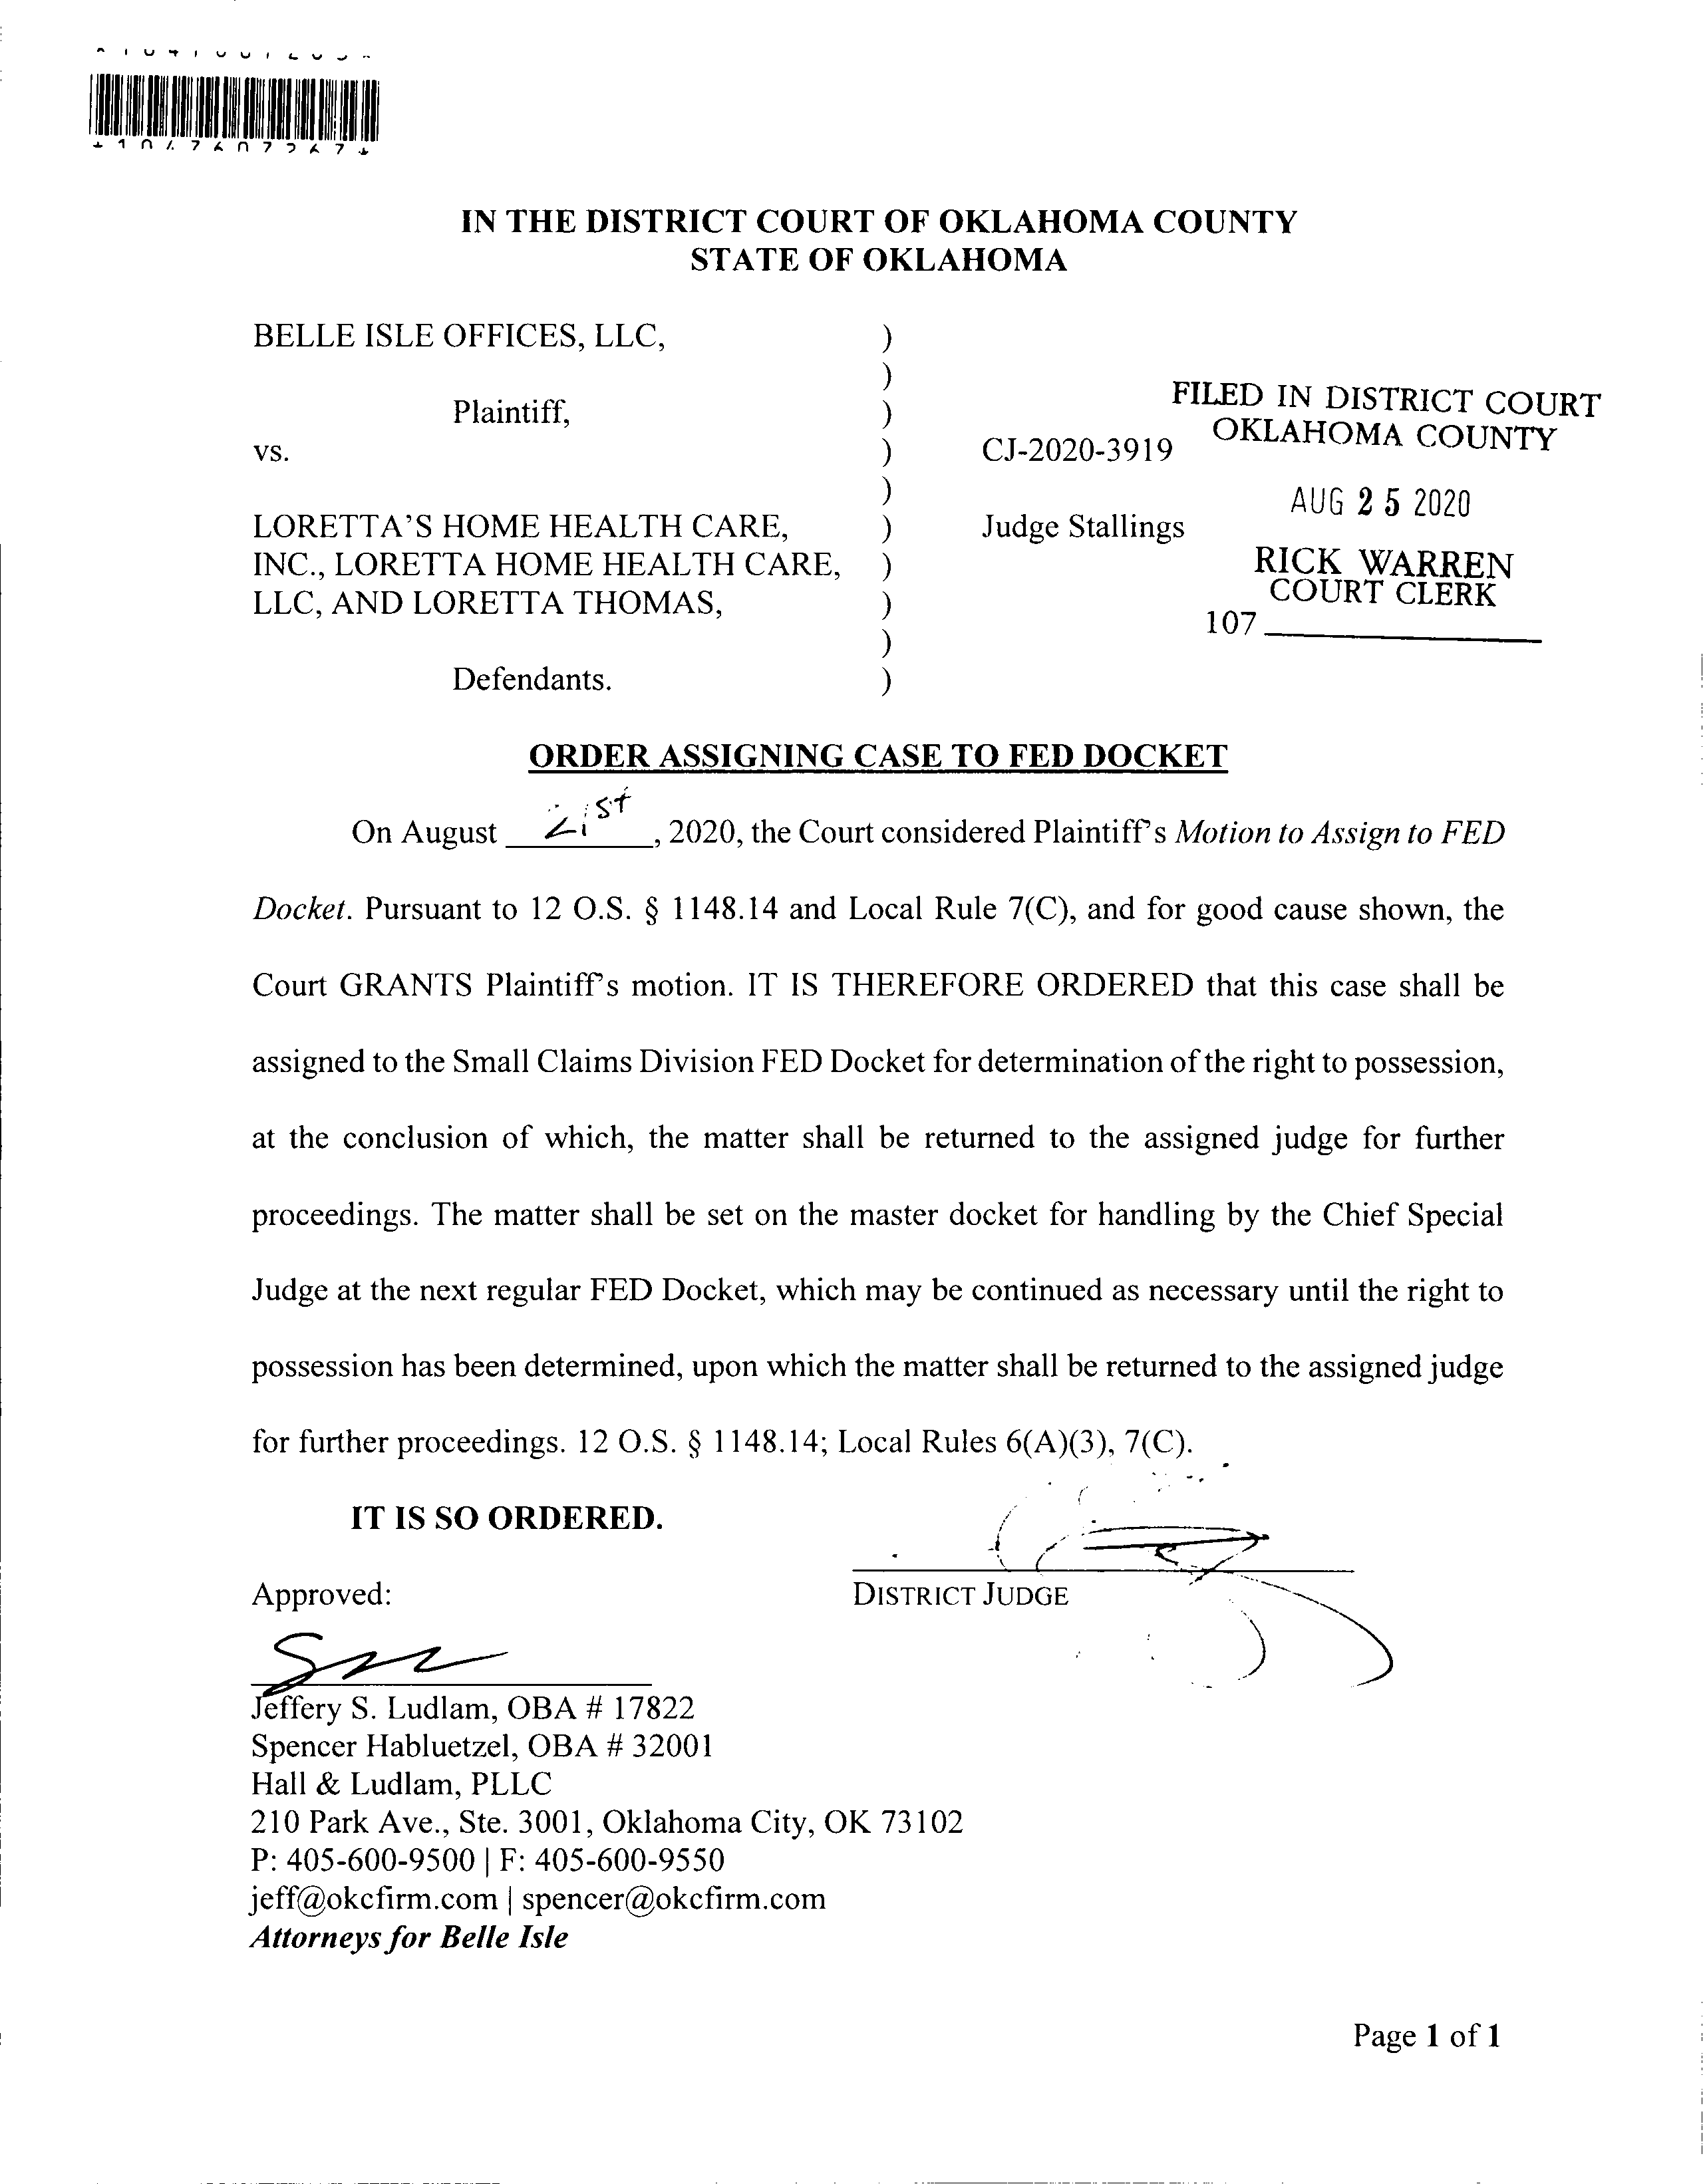 IN THE DISTRICT COURT OF OKLAHOMA COUNTY
STATE OF OKLAHOMA
BELLE ISLE OFFICES, LLC, )
)
Plaintiff, )
vs. ) CJ-2020-3919
)
LORETTA'S HOME HEALTH CARE, ) Judge Stallings
INC., LORETTA HOME HEALTH CARE, )
LLC, AND LORETTA THOMAS, )
)
Defendants. )
FILED IN DISTRICT COURT
OKLAHOMA COUNTY
AUG 25 2020
RICK WARREN
COURT CLERK
107
ORDER ASSIGNING CASE TO FED DOCKET
On August 21st, 2020, the Court considered Plaintiff's Motion to Assign to FED
Docket. Pursuant to 12 O.S. § 1148.14 and Local Rule 7(C), and for good cause shown, the
Court GRANTS Plaintiff's motion. IT IS THEREFORE ORDERED that this case shall be
assigned to the Small Claims Division FED Docket for determination of the right to possession,
at the conclusion of which, the matter shall be returned to the assigned judge for further
proceedings. The matter shall be set on the master docket for handling by the Chief Special
Judge at the next regular FED Docket, which may be continued as necessary until the right to
possession has been determined, upon which the matter shall be returned to the assigned judge
for further proceedings. 12 O.S. § 1148.14; Local Rules 6(A)(3), 7(C).
IT IS SO ORDERED.
Approved:
DISTRICT JUDGE
Jeffery S. Ludlam, OBA # 17822
Spencer Habluetzel, OBA # 32001
Hall & Ludlam, PLLC
210 Park Ave., Ste. 3001, Oklahoma City, OK 73102
P: 405-600-9500 | F: 405-600-9550
jeff@okcfirm.com | spencer@okcfirm.com
Attorneys for Belle Isle
Page 1 of 1